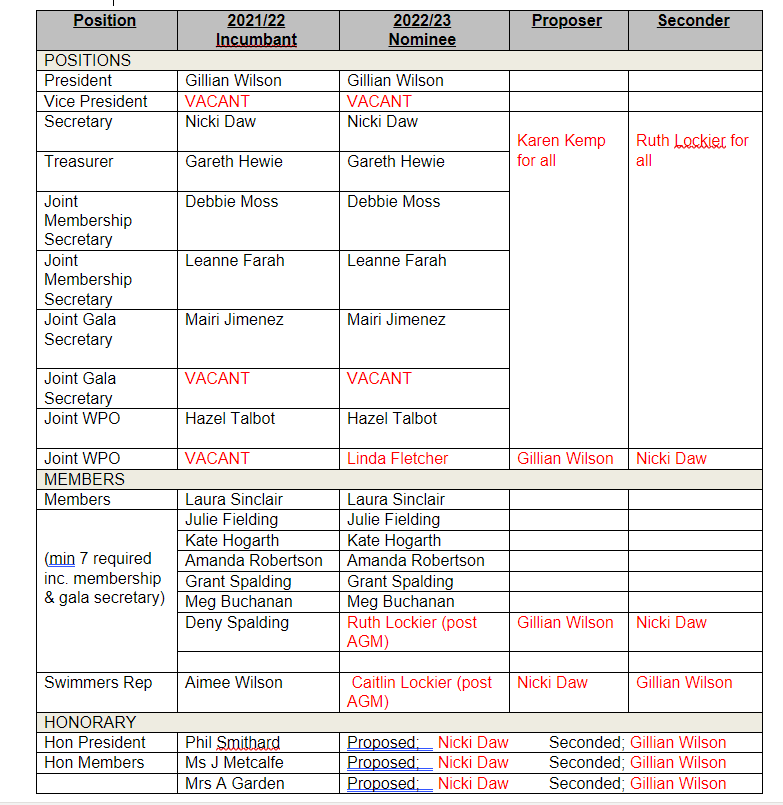 Position 2021/22 Incumbant 2022/23 Nominee Proposer Seconder
POSITIONS
President Gillian Wilson Gillian Wilson
Vice President VACANT VACANT
Secretary Nicki Daw Nicki Daw Karen Kemp for all Ruth Lockier for all
Treasurer Gareth Hewie Gareth Hewie
Joint Membership Secretary Debbie Moss Debbie Moss
Joint Membership Secretary Leanne Farah Leanne Farah
Joint Gala Secretary Mairi Jimenez Mairi Jimenez
Joint Gala Secretary VACANT VACANT
Joint WPO Hazel Talbot Hazel Talbot
Joint WPO VACANT Linda Fletcher Gillian Wilson Nicki Daw
MEMBERS
Members Laura Sinclair Laura Sinclair
(min 7 required inc. membership & gala secretary) Julie Fielding Julie Fielding
Kate Hogarth Kate Hogarth
Amanda Robertson Amanda Robertson
Grant Spalding Grant Spalding
Meg Buchanan Meg Buchanan
Deny Spalding Ruth Lockier (post AGM) Gillian Wilson Nicki Daw
Swimmers Rep Aimee Wilson Caitlin Lockier (post AGM) Nicki Daw Gillian Wilson
HONORARY
Hon President Phil Smithard Proposed; Nicki Daw Seconded; Gillian Wilson
Hon Members Ms J Metcalfe Proposed; Nicki Daw Seconded; Gillian Wilson
Mrs A Garden Proposed; Nicki Daw Seconded; Gillian Wilson